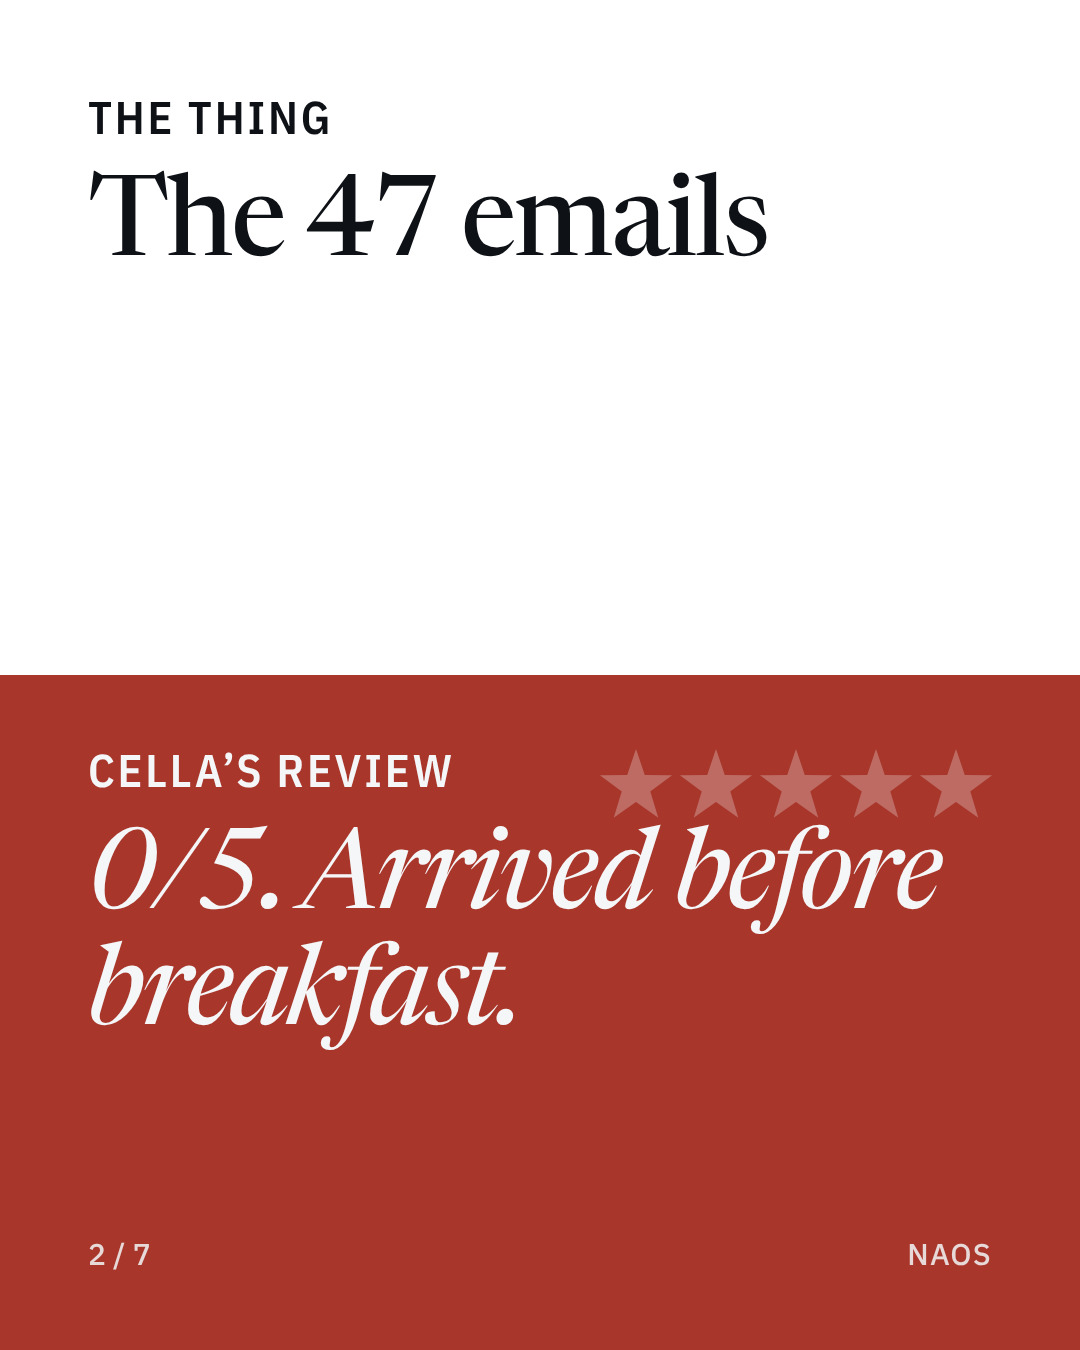 THE THING
The 47 emails
CELLA’S REVIEW
0/5. Arrived before
breakfast.
2 / 7
NAOS